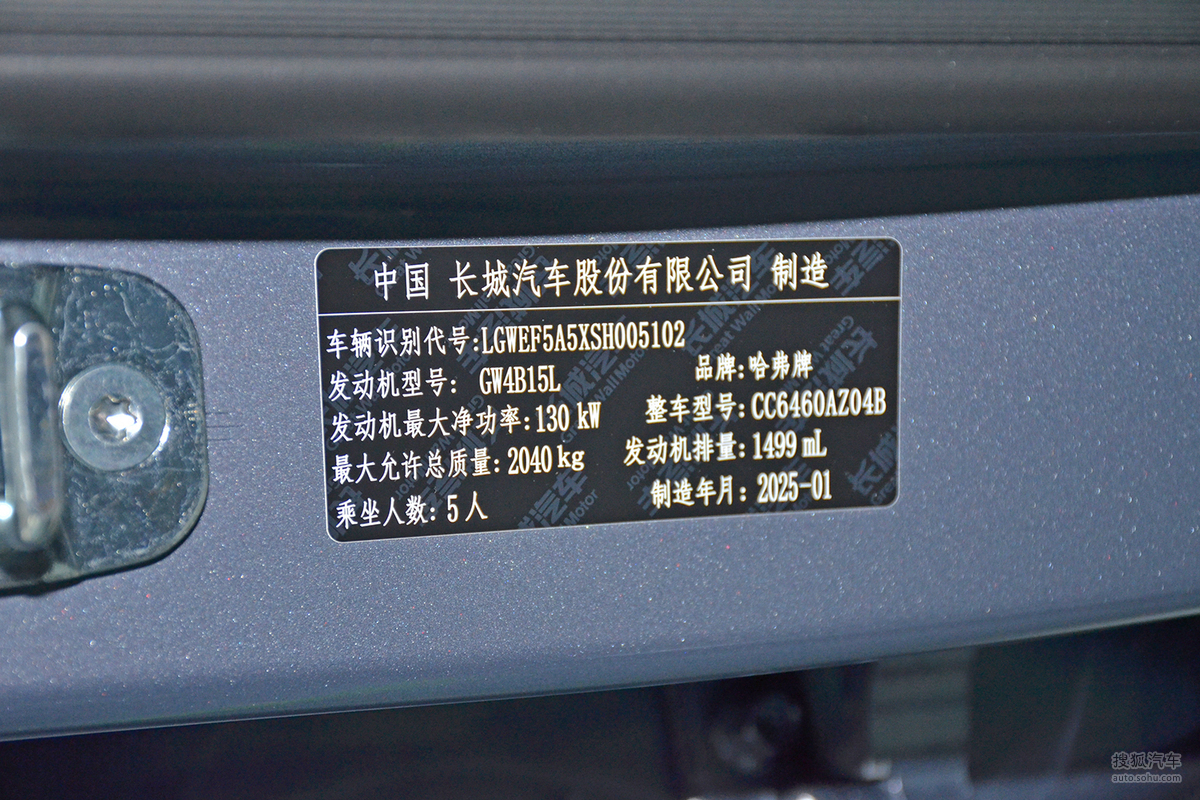 中国 长城汽车股份有限公司 制造
车辆识别代号:LGWEF5A5XSH005102
发动机型号: GW4B15L
品牌:哈弗牌
发动机最大净功率:130 kW
整车型号:CC6460AZ04B
最大允许总质量:2040kg
发动机排量:1499 mL
乘坐人数:5人
制造年月:2025-01
搜狐汽车
auto.sohu.com